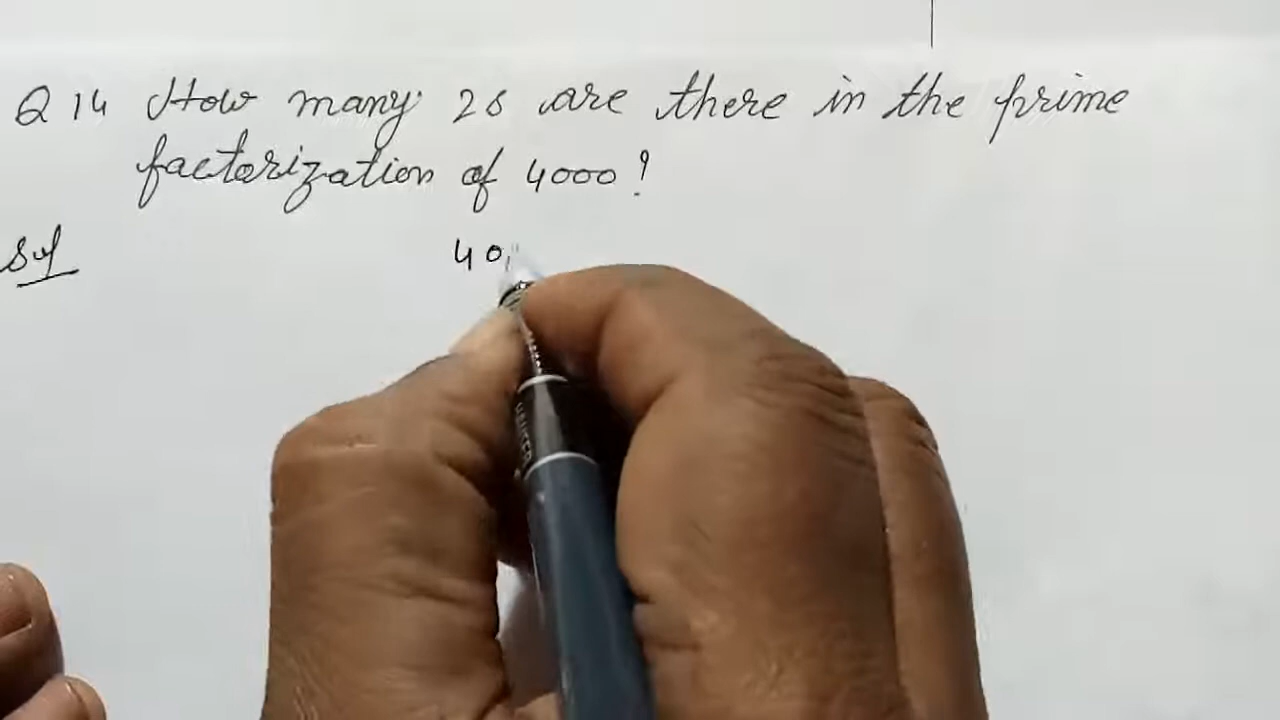 Q 14 How many 2s are there in the prime
factorization of 4000 ?
Sol
40